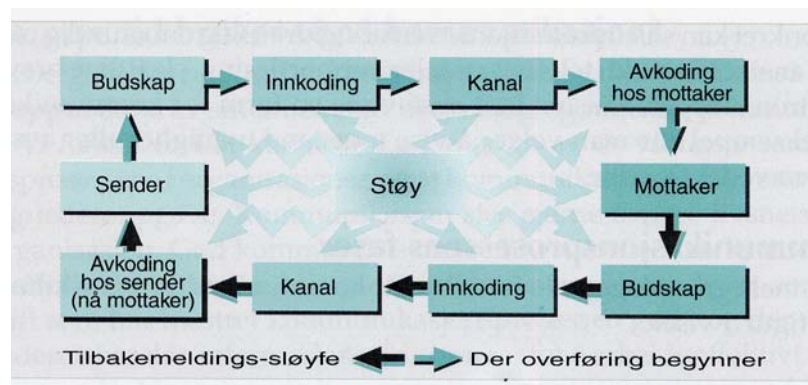 Budskap
Innkoding
Kanal
Avkoding
hos mottaker
Sender
Støy
Mottaker
Avkoding
hos sender
(nå mottaker)
Kanal
Innkoding
Budskap
Tilbakemeldings-sløyfe
Der overføring begynner